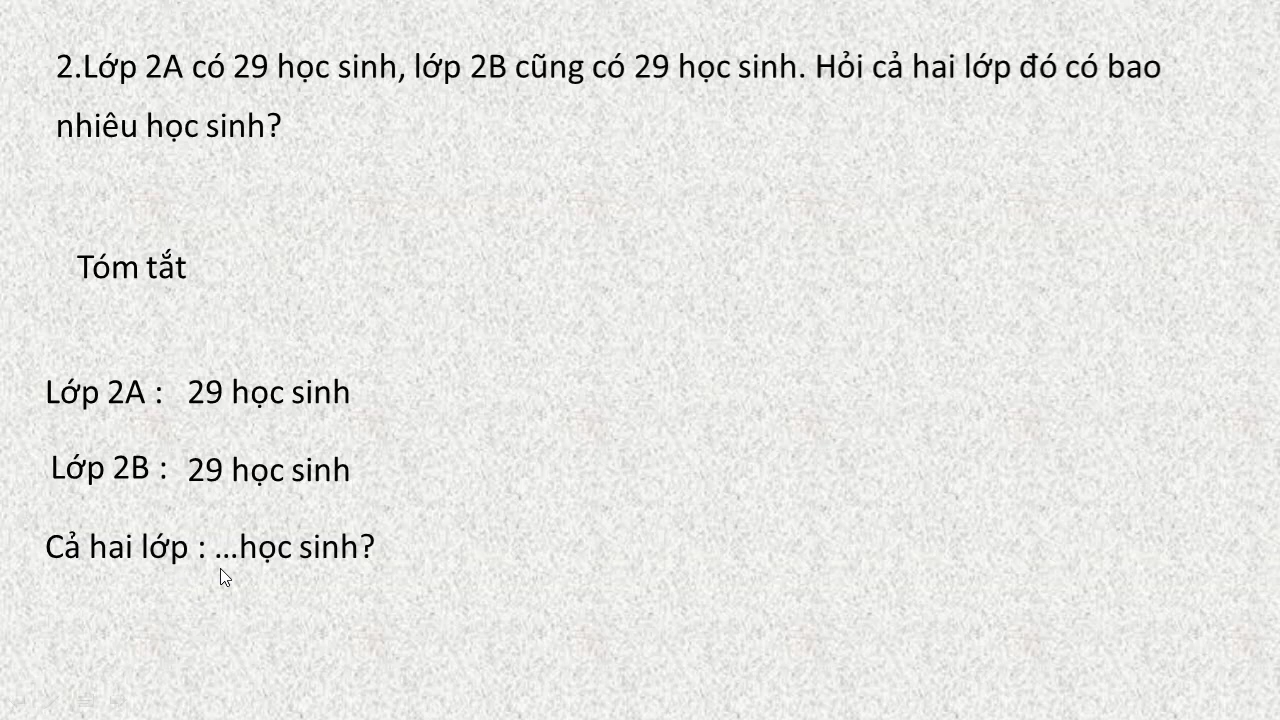 2.Lớp 2A có 29 học sinh, lớp 2B cũng có 29 học sinh. Hỏi cả hai lớp đó có bao
nhiêu học sinh?
Tóm tắt
Lớp 2A : 29 học sinh
Lớp 2B : 29 học sinh
Cả hai lớp : ...học sinh?